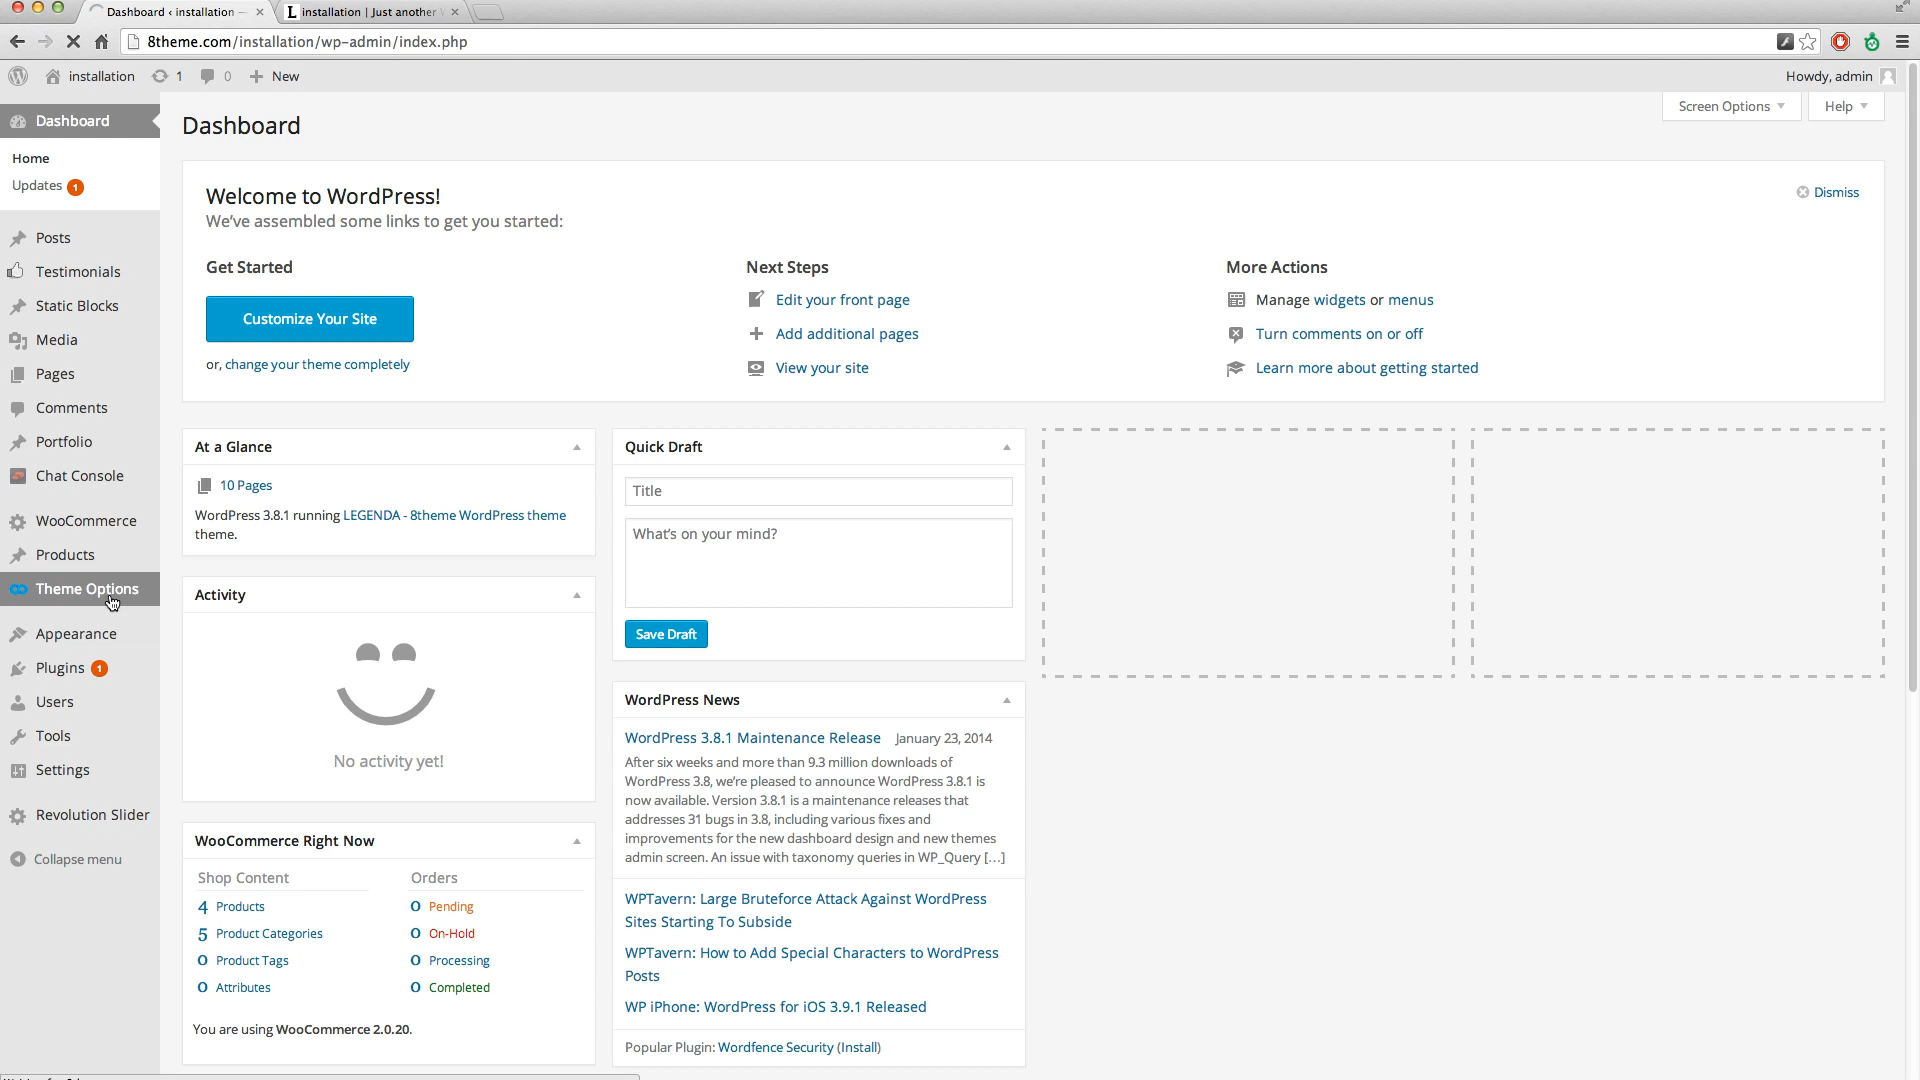 Dashboard ‹ installation —
installation | Just another
8theme.com/installation/wp-admin/index.php
installation 1 0 New
Howdy, admin
Dashboard
Home
Updates 1
Posts
Testimonials
Static Blocks
Media
Pages
Comments
Portfolio
Chat Console
WooCommerce
Products
Theme Options
Appearance
Plugins 1
Users
Tools
Settings
Revolution Slider
Collapse menu
Screen Options
Help
Dashboard
Welcome to WordPress!
We've assembled some links to get you started:
Dismiss
Get Started
Customize Your Site
or, change your theme completely
Next Steps
Edit your front page
Add additional pages
View your site
More Actions
Manage widgets or menus
Turn comments on or off
Learn more about getting started
At a Glance
10 Pages
WordPress 3.8.1 running LEGENDA - 8theme WordPress theme
theme.
Activity
No activity yet!
WooCommerce Right Now
Shop Content
4 Products
5 Product Categories
0 Product Tags
0 Attributes
Orders
0 Pending
0 On-Hold
0 Processing
0 Completed
You are using WooCommerce 2.0.20.
Quick Draft
Title
What's on your mind?
Save Draft
WordPress News
WordPress 3.8.1 Maintenance Release January 23, 2014
After six weeks and more than 9.3 million downloads of
WordPress 3.8, we're pleased to announce WordPress 3.8.1 is
now available. Version 3.8.1 is a maintenance releases that
addresses 31 bugs in 3.8, including various fixes and
improvements for the new dashboard design and new themes
admin screen. An issue with taxonomy queries in WP_Query […]
WPTavern: Large Bruteforce Attack Against WordPress
Sites Starting To Subside
WPTavern: How to Add Special Characters to WordPress
Posts
WP iPhone: WordPress for iOS 3.9.1 Released
Popular Plugin: Wordfence Security (Install)